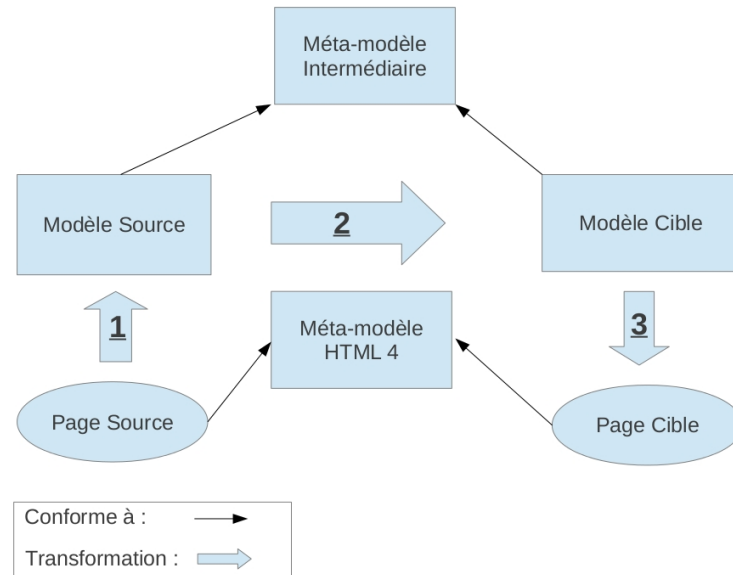 Méta-modèle
Intermédiaire
Modèle Source
2
Modèle Cible
1
Méta-modèle
HTML 4
3
Page Source
Page Cible
Conforme à :
Transformation :